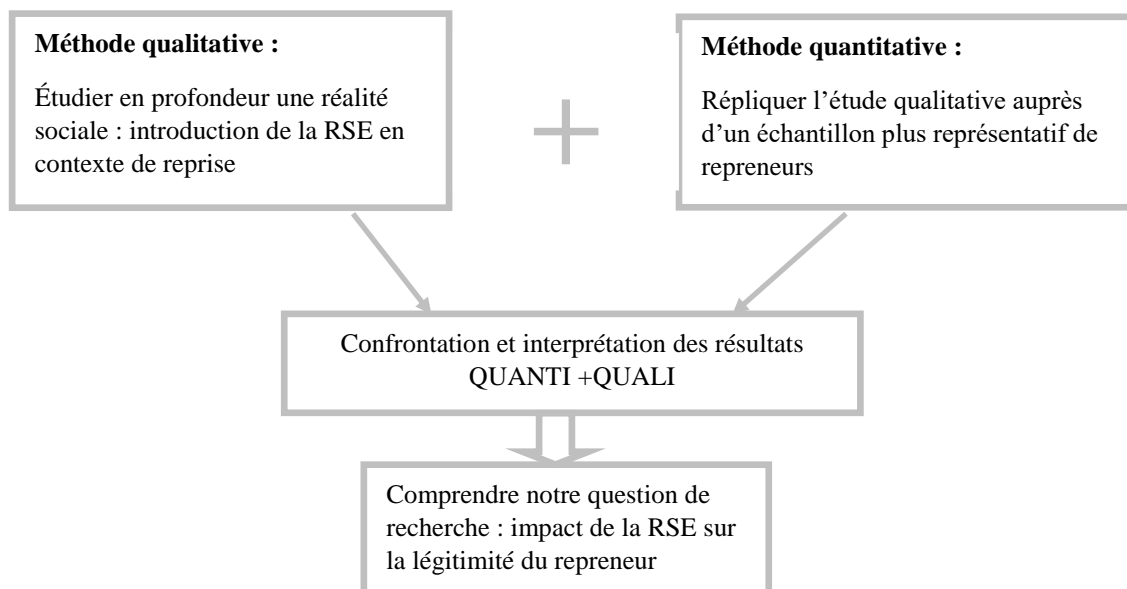 Méthode qualitative :
Étudier en profondeur une réalité
sociale : introduction de la RSE en
contexte de reprise
Méthode quantitative :
Répliquer l’étude qualitative auprès
d’un échantillon plus représentatif de
repreneurs
Confrontation et interprétation des résultats
QUANTI +QUALI
Comprendre notre question de
recherche : impact de la RSE sur
la légitimité du repreneur